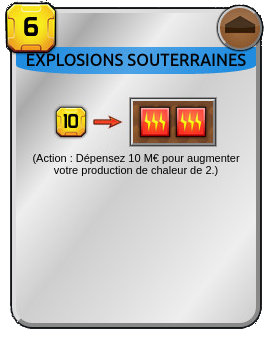 6
EXPLOSIONS SOUTERRAINES
10
(Action : Dépensez 10 M€ pour augmenter
votre production de chaleur de 2.)